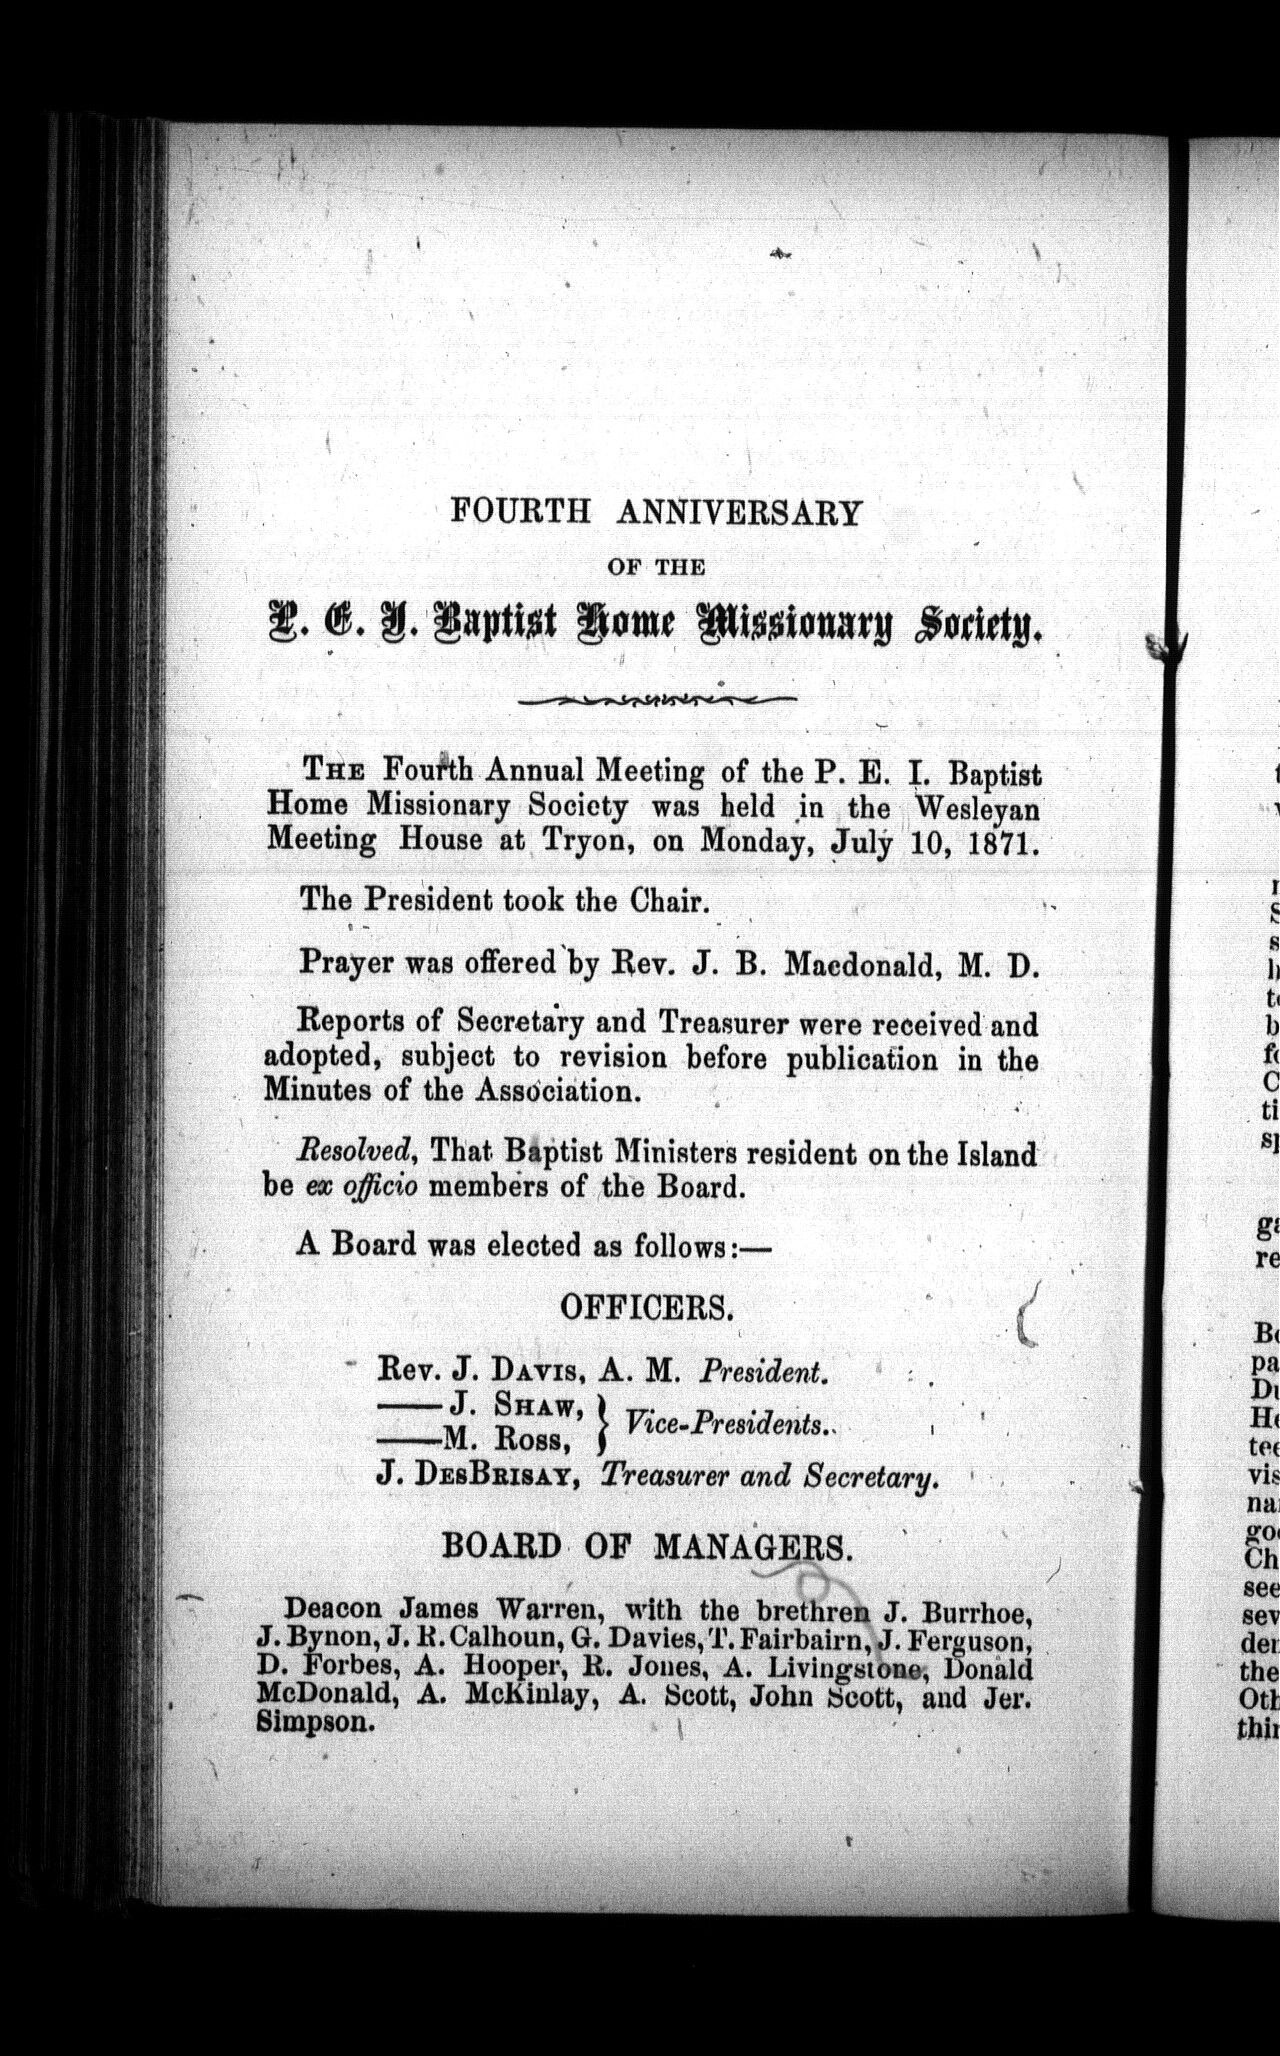 FOURTH ANNIVERSARY
OF THE
P. E. I. Baptist Home Missionary Society.
THE Fourth Annual Meeting of the P. E. I. Baptist
Home Missionary Society was held in the Wesleyan
Meeting House at Tryon, on Monday, July 10, 1871.
The President took the Chair.
Prayer was offered by Rev. J. B. Macdonald, M. D.
Reports of Secretary and Treasurer were received and
adopted, subject to revision before publication in the
Minutes of the Association.
Resolved, That Baptist Ministers resident on the Island
be ex officio members of the Board.
A Board was elected as follows:—
OFFICERS.
Rev. J. DAVIS, A. M. President.
——J. SHAW, } Vice-Presidents.
——M. ROSS,
J. DESBRISAY, Treasurer and Secretary.
BOARD OF MANAGERS.
Deacon James Warren, with the brethren J. Burrhoe,
J. Bynon, J. R. Calhoun, G. Davies, T. Fairbairn, J. Ferguson,
D. Forbes, A. Hooper, R. Jones, A. Livingstone, Donald
McDonald, A. McKinlay, A. Scott, John Scott, and Jer.
Simpson.